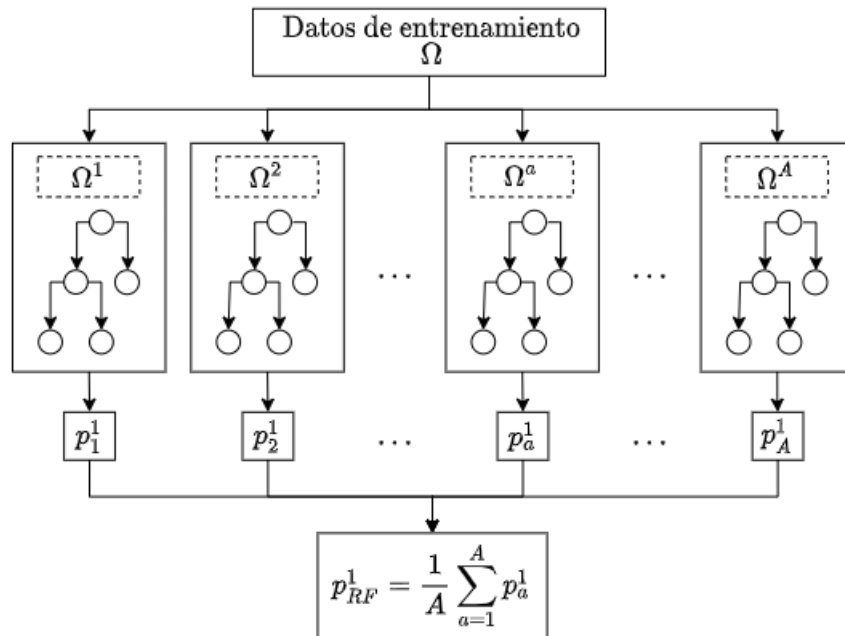 Datos de entrenamiento
Ω
Ω^1 Ω^2 Ω^a Ω^A
... ...
p_1^1 p_2^1 ... p_a^1 ... p_A^1
p_{RF}^1 = \frac{1}{A} \sum_{a=1}^{A} p_a^1